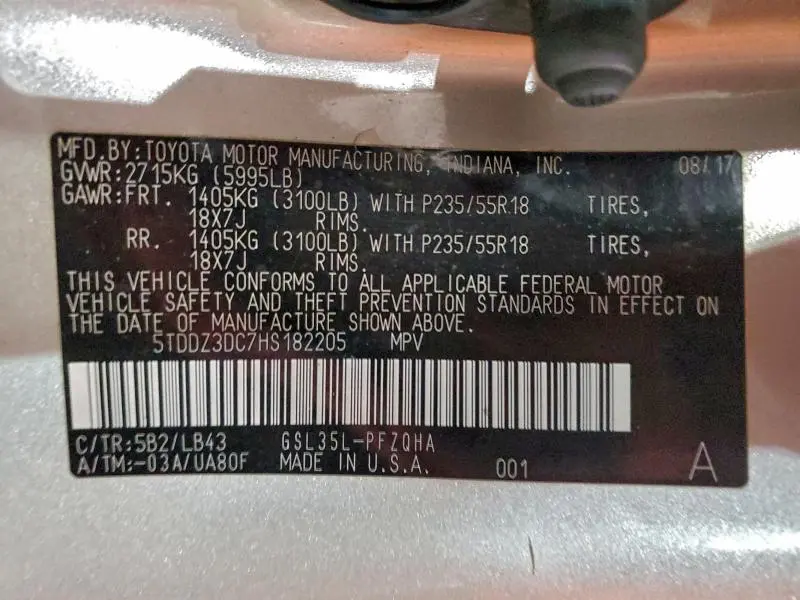 MFD.BY:TOYOTA MOTOR MANUFACTURING, INDIANA, INC. 08/17
GVWR:2715KG (5995LB)
GAWR:FRT. 1405KG (3100LB) WITH P235/55R18 TIRES,
18X7J RIMS.
RR. 1405KG (3100LB) WITH P235/55R18 TIRES,
18X7J RIMS.
THIS VEHICLE CONFORMS TO ALL APPLICABLE FEDERAL MOTOR
VEHICLE SAFETY AND THEFT PREVENTION STANDARDS IN EFFECT ON
THE DATE OF MANUFACTURE SHOWN ABOVE.
5TDDZ3DC7HS182205 MPV
C/TR:5B2/LB43 GSL35L-PFZQHA
A/TM:-03A/UA80F MADE IN U.S.A. 001 A